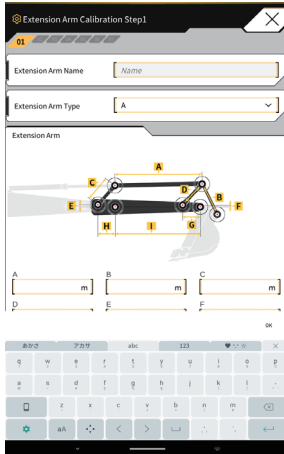 Extension Arm Calibration Step1
01
Extension Arm Name
Name
Extension Arm Type
A
Extension Arm
A
C
D
B
E
F
G
H
I
A
B
C
m
m
m
D
E
F
OK
あかさ
アカサ
abc
123
q w e r t y u i o p
a s d f g h j k l
z x c v b n m
aA